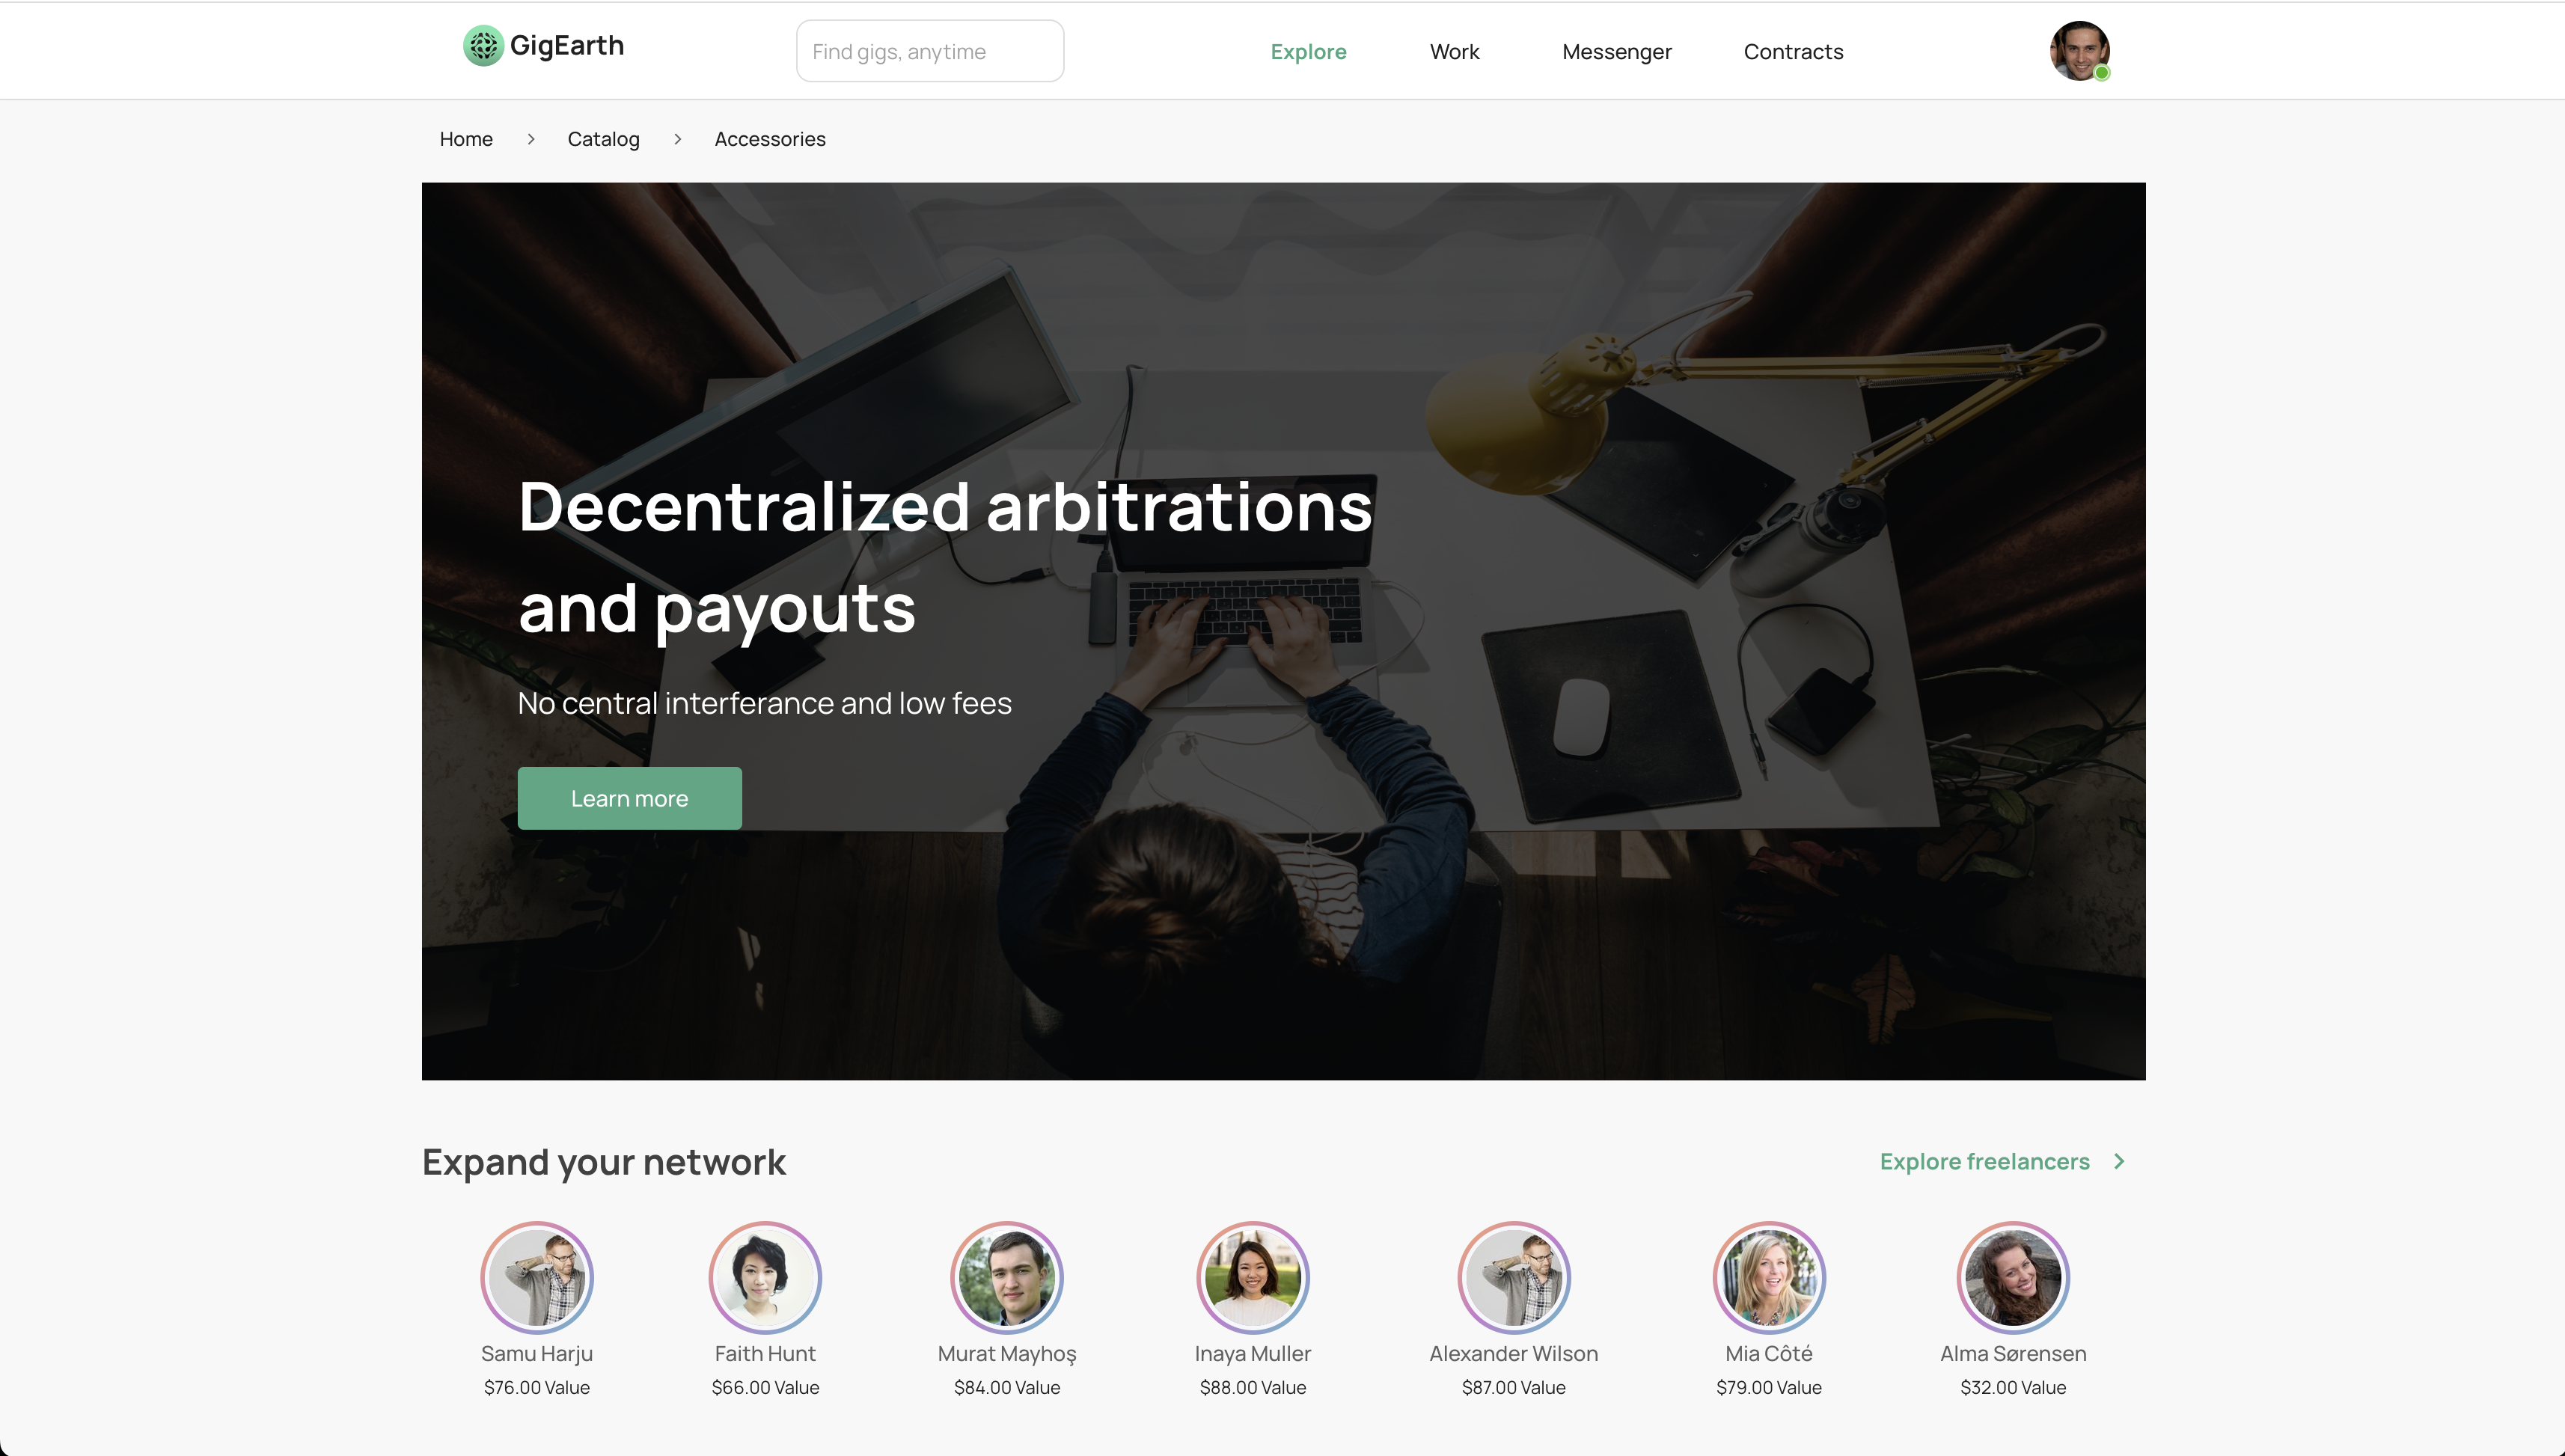 GigEarth
Find gigs, anytime
Explore
Work
Messenger
Contracts
Home
Catalog
Accessories
Decentralized arbitrations
and payouts
No central interferance and low fees
Learn more
Expand your network
Explore freelancers
Samu Harju
$76.00 Value
Faith Hunt
$66.00 Value
Murat Mayhoş
$84.00 Value
Inaya Muller
$88.00 Value
Alexander Wilson
$87.00 Value
Mia Côté
$79.00 Value
Alma Sørensen
$32.00 Value